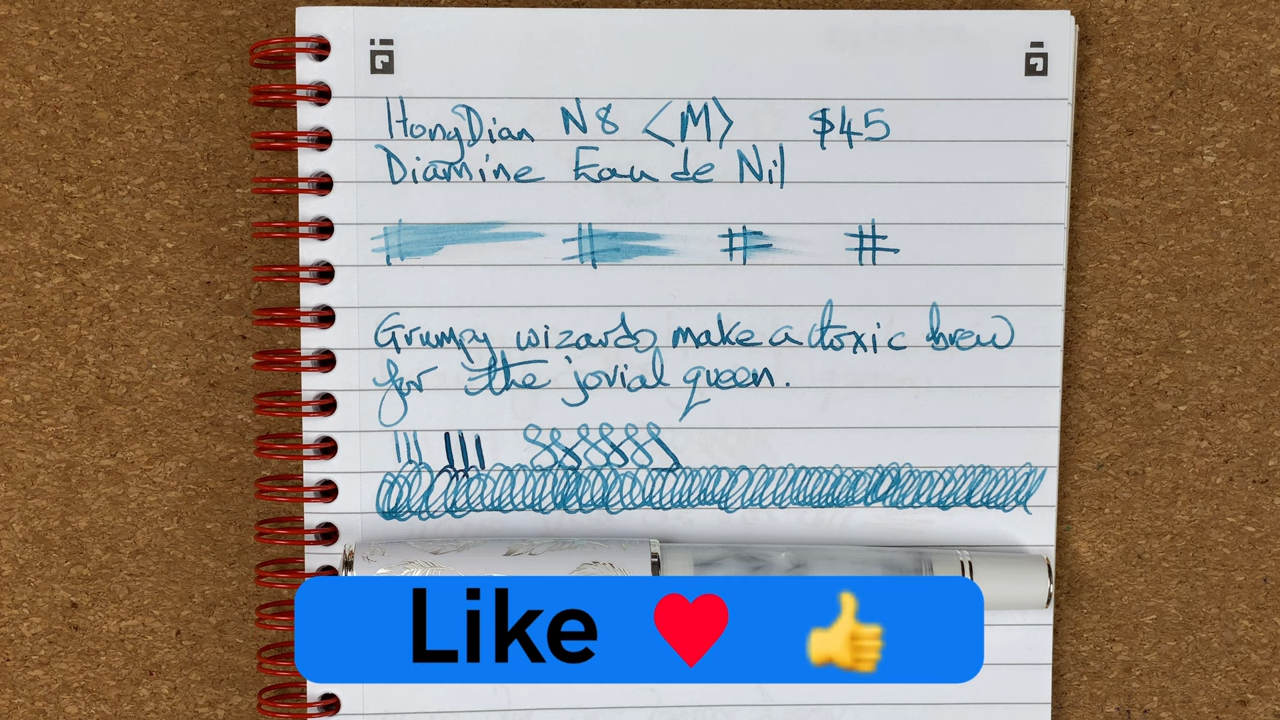 HongDian N8 <M> $45
Diamine Eau de Nil
# # # #
Grumpy wizards make a toxic brew
for the jovial queen.
Like